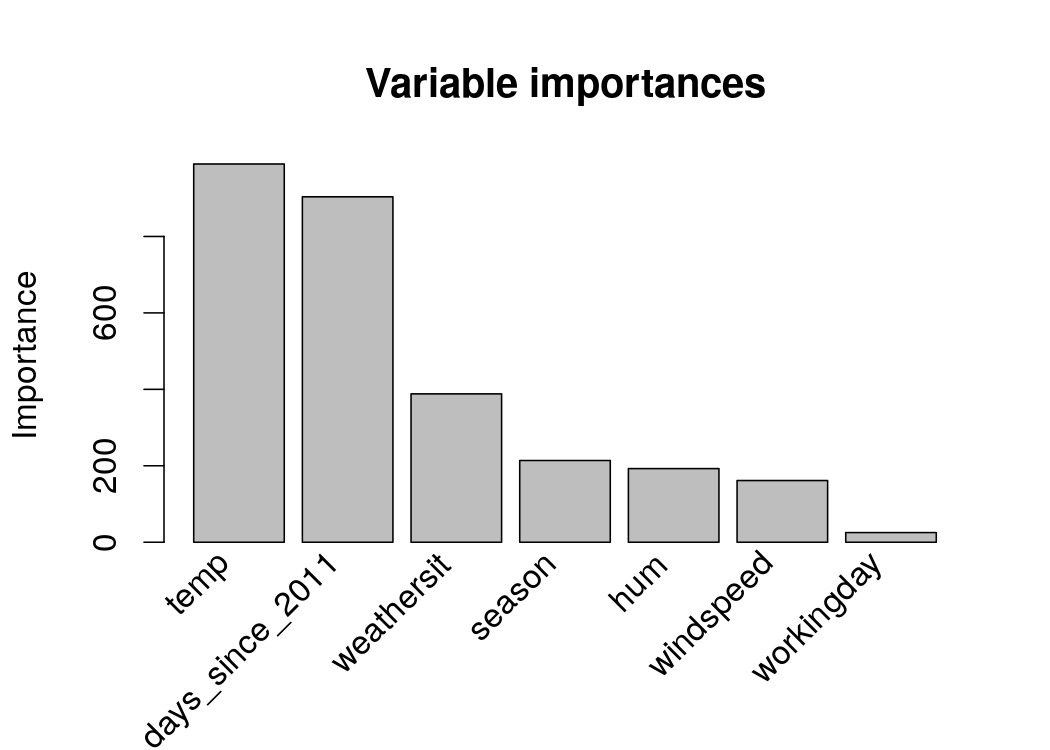 Variable importances
Importance
600
200
0
temp
days_since_2011
weathersit
season
hum
windspeed
workingday